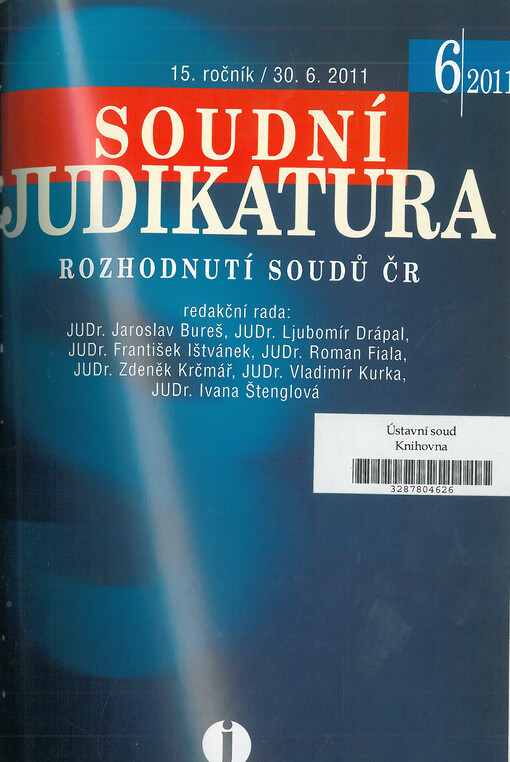 15. ročník / 30. 6. 2011
6 2011
SOUDNÍ
JUDIKATURA
ROZHODNUTÍ SOUDŮ ČR
redakční rada:
JUDr. Jaroslav Bureš, JUDr. Ljubomír Drápal,
JUDr. František Ištvánek, JUDr. Roman Fiala,
JUDr. Zdeněk Krčmář, JUDr. Vladimír Kurka,
JUDr. Ivana Štenglová
Ústavní soud
Knihovna
3287804626
i